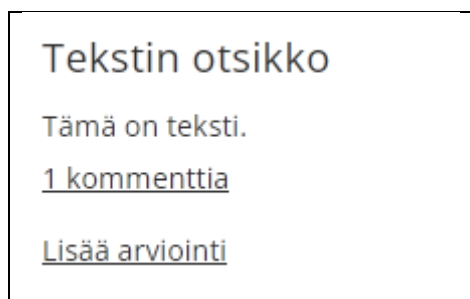 Tekstin otsikko
Tämä on teksti.
1 kommenttia
Lisää arviointi